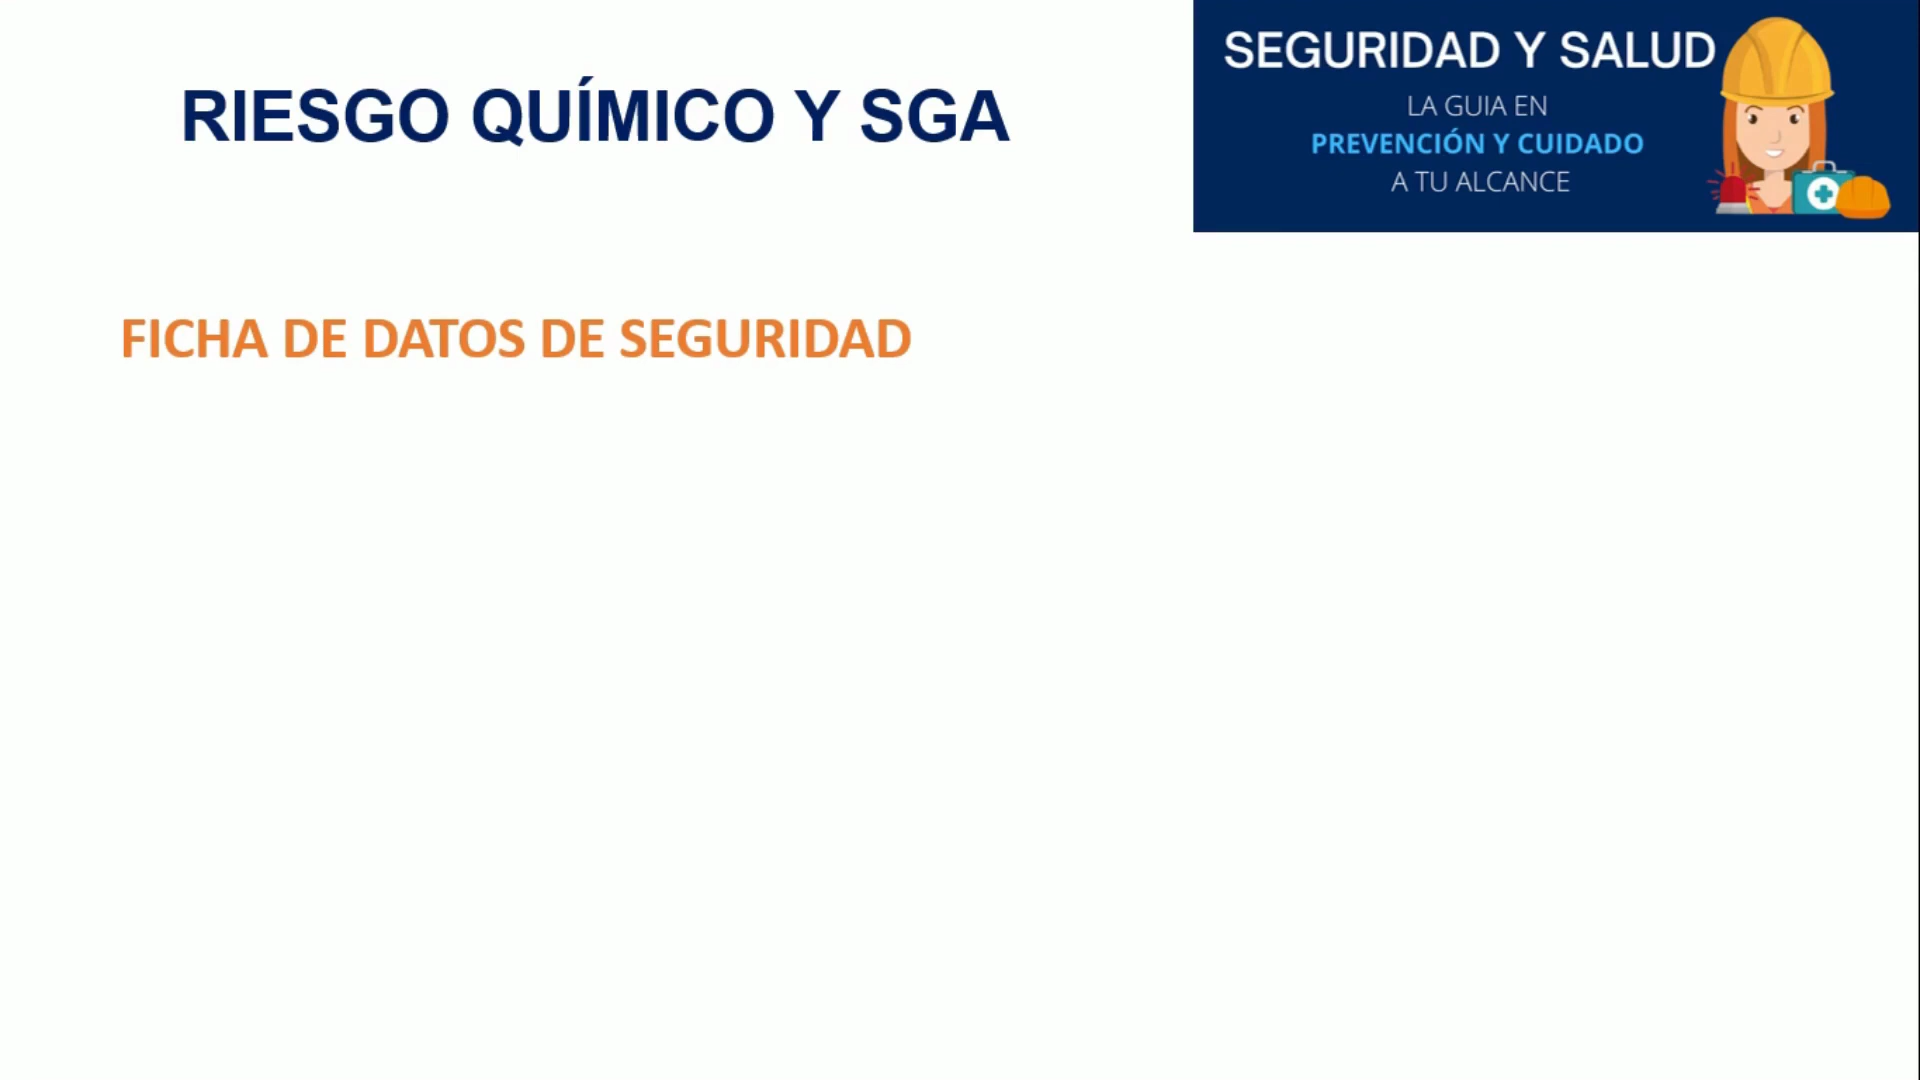 RIESGO QUÍMICO Y SGA
SEGURIDAD Y SALUD
LA GUIA EN
PREVENCIÓN Y CUIDADO
A TU ALCANCE
FICHA DE DATOS DE SEGURIDAD